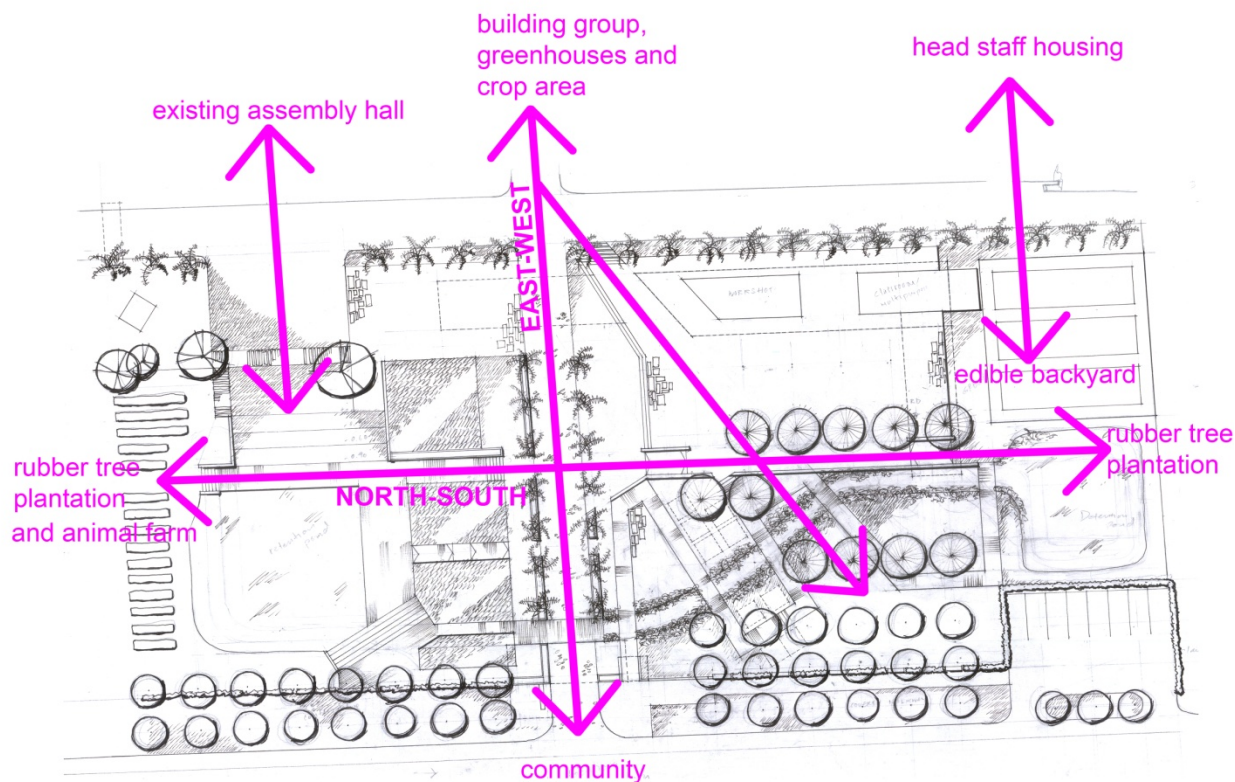 building group,
greenhouses and
crop area
head staff housing
existing assembly hall
EAST-WEST
edible backyard
rubber tree
plantation
rubber tree
plantation
and animal farm
NORTH-SOUTH
community